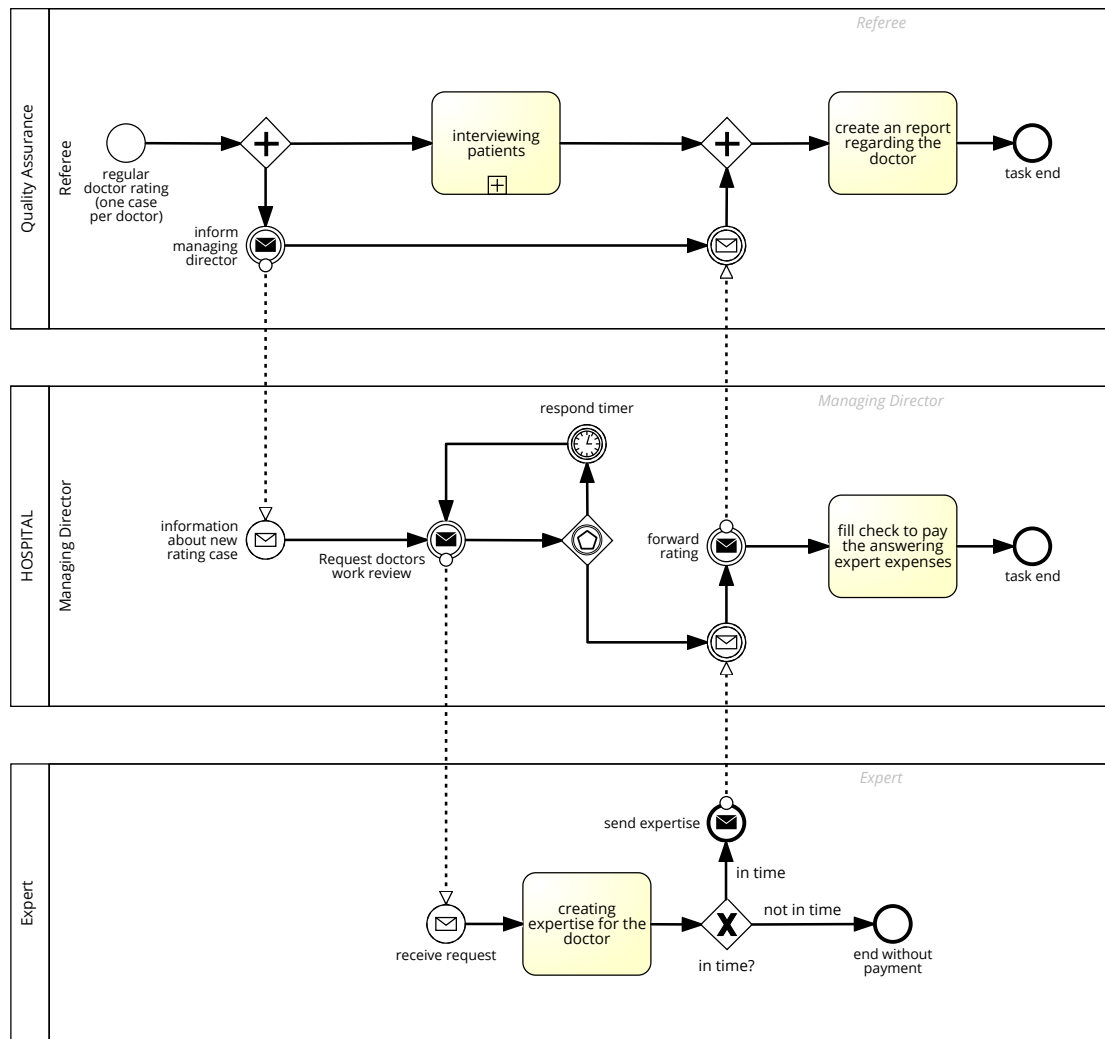 Referee
Quality Assurance
Referee
regular
doctor rating
(one case
per doctor)
interviewing
patients
create an report
regarding the
doctor
task end
inform
managing
director
Managing Director
HOSPITAL
Managing Director
respond timer
information
about new
rating case
Request doctors
work review
forward
rating
fill check to pay
the answering
expert expenses
task end
Expert
Expert
send expertise
in time
creating
expertise for the
doctor
not in time
receive request
in time?
end without
payment